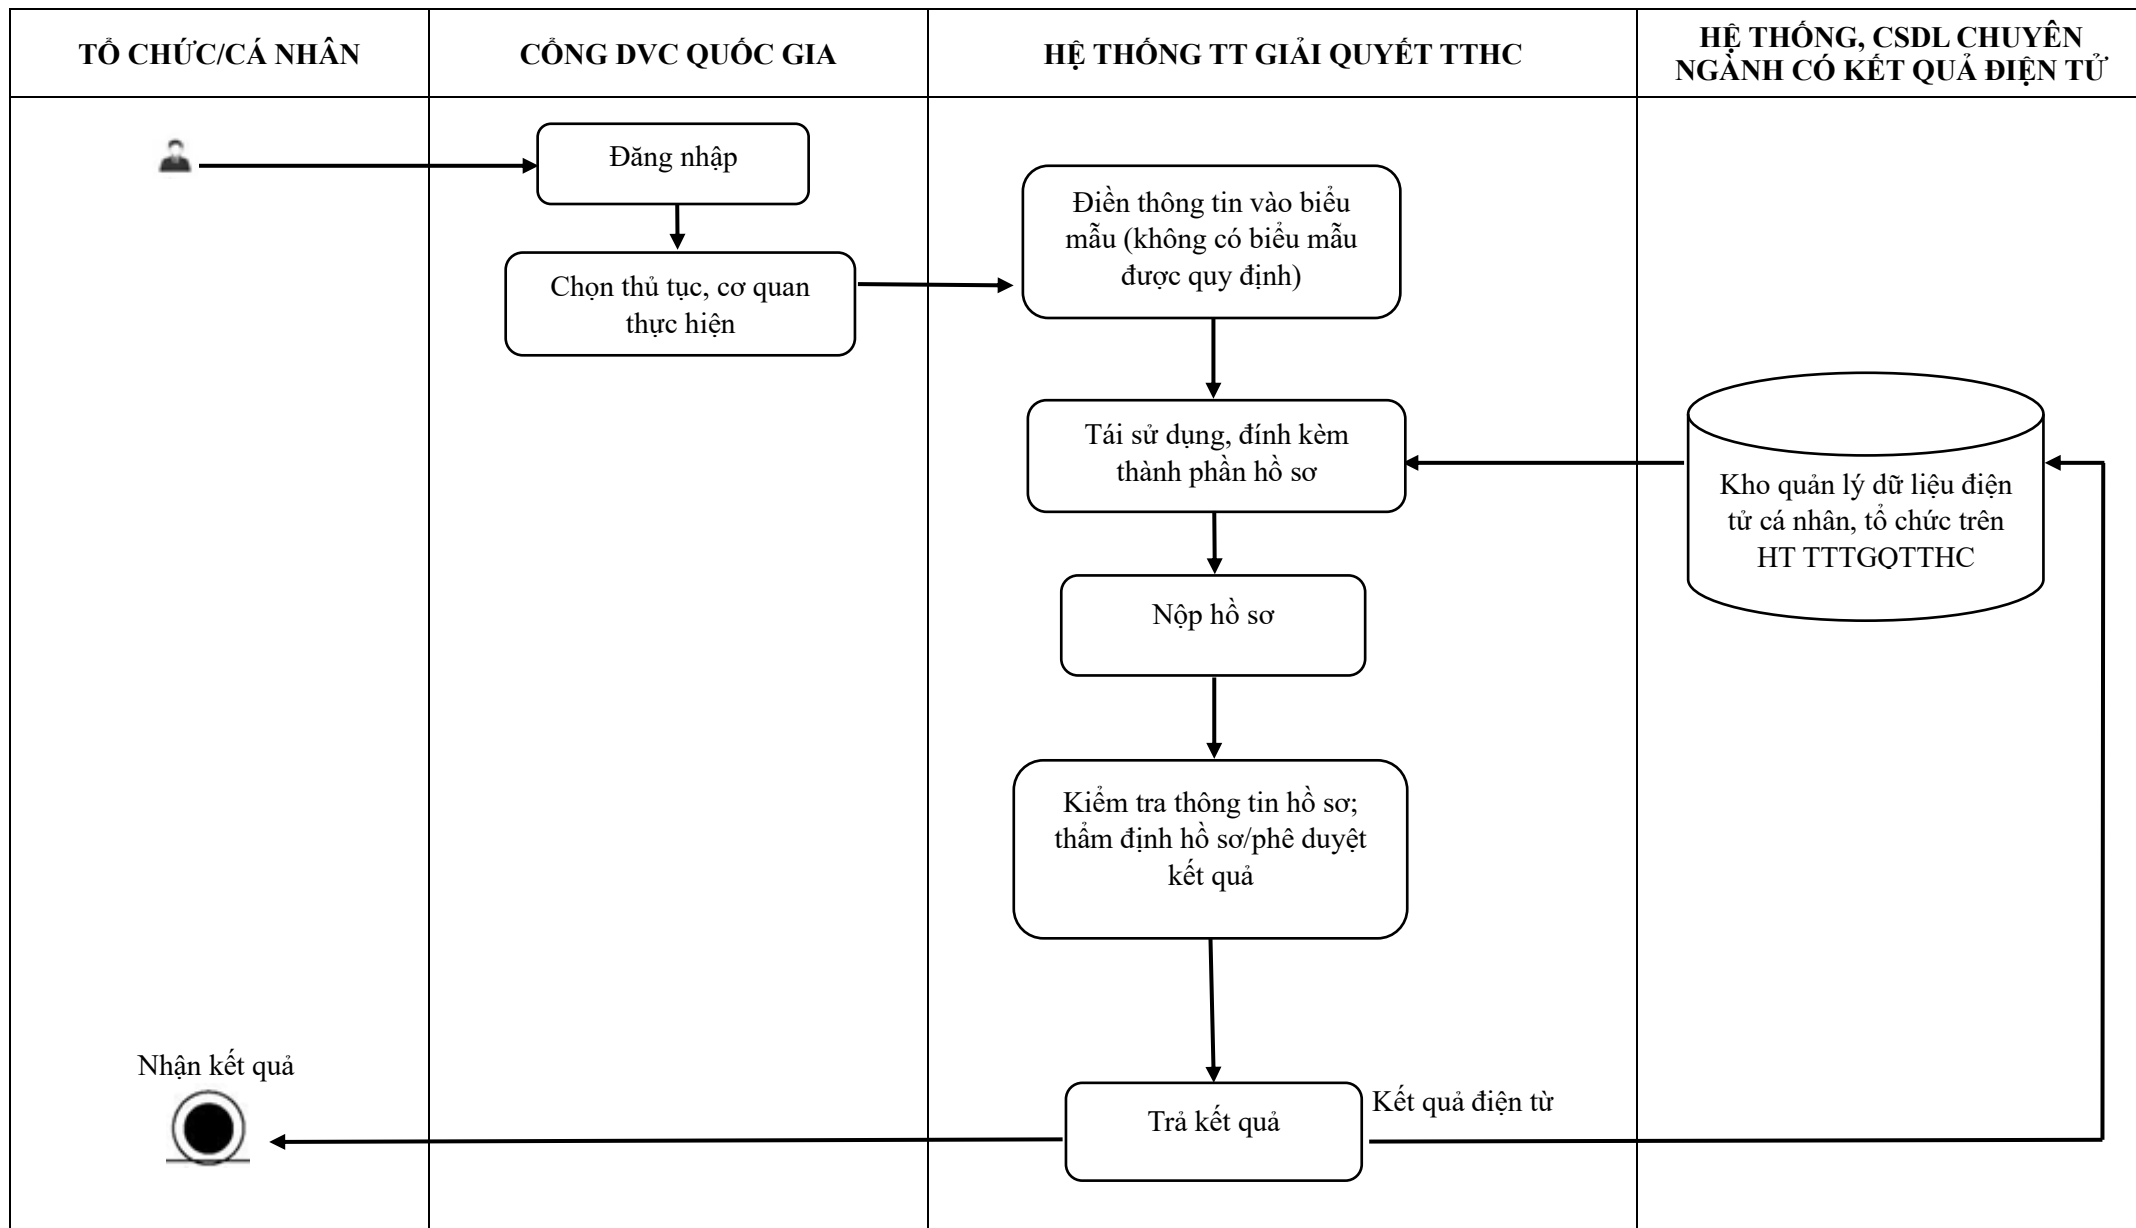 TỔ CHỨC/CÁ NHÂN
CỔNG DVC QUỐC GIA
HỆ THỐNG TT GIẢI QUYẾT TTHC
HỆ THỐNG, CSDL CHUYÊN
NGÀNH CÓ KẾT QUẢ ĐIỆN TỬ
Đăng nhập
Điền thông tin vào biểu
mẫu (không có biểu mẫu
được quy định)
Chọn thủ tục, cơ quan
thực hiện
Tái sử dụng, đính kèm
thành phần hồ sơ
Kho quản lý dữ liệu điện
tử cá nhân, tổ chức trên
HT TTTGQTTHC
Nộp hồ sơ
Kiểm tra thông tin hồ sơ;
thẩm định hồ sơ/phê duyệt
kết quả
Nhận kết quả
Trả kết quả
Kết quả điện từ